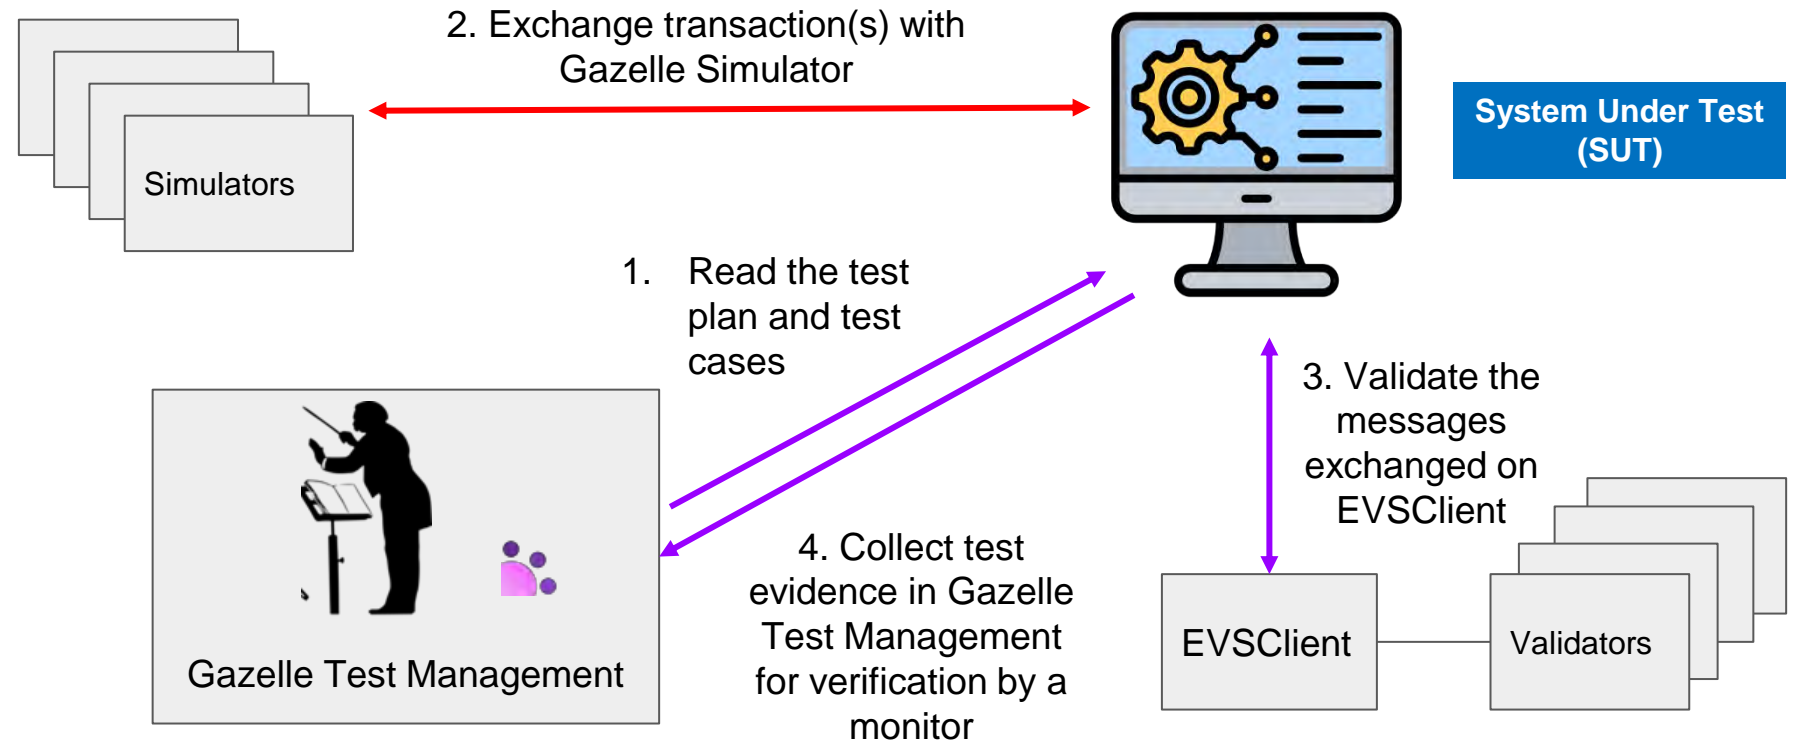 2. Exchange transaction(s) with
Gazelle Simulator
System Under Test
(SUT)
Simulators
1. Read the test
plan and test
cases
3. Validate the
messages
exchanged on
EVSClient
4. Collect test
evidence in Gazelle
Test Management
for verification by a
monitor
Gazelle Test Management
EVSClient
Validators